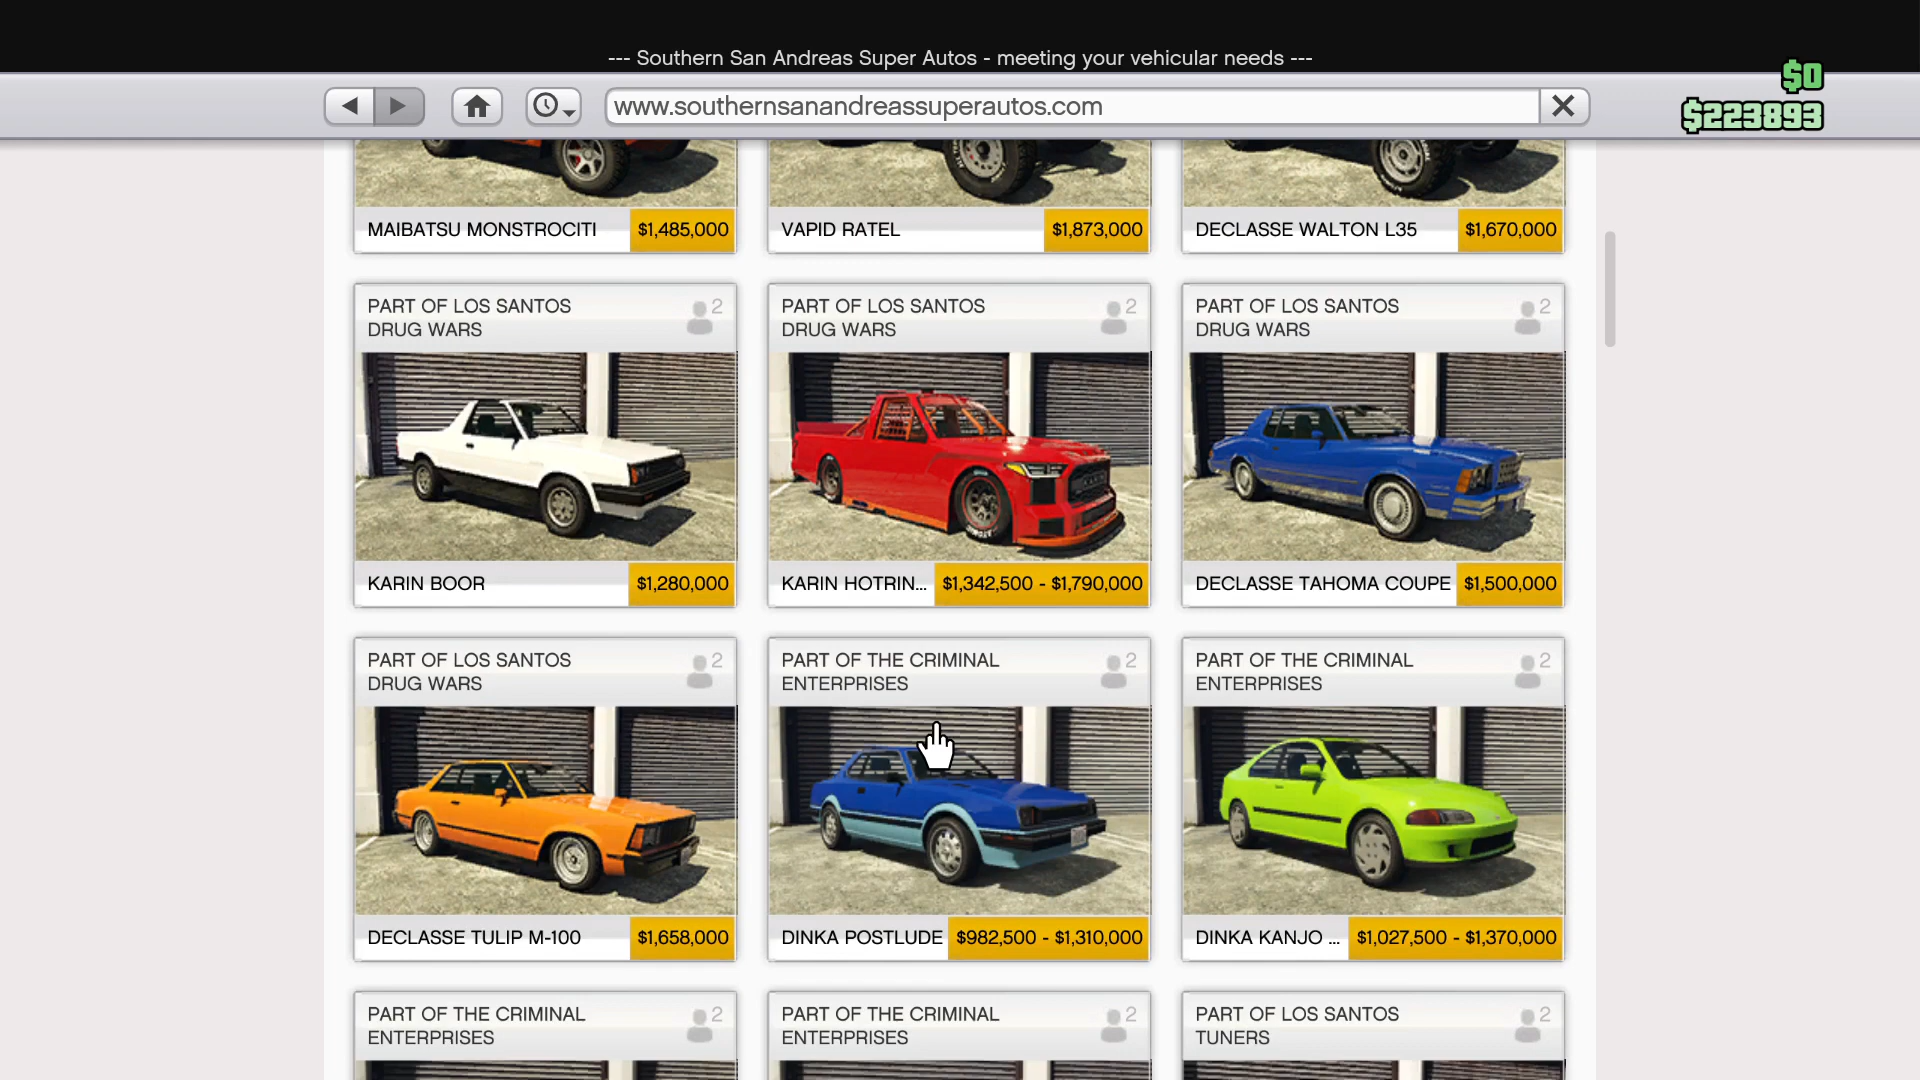 --- Southern San Andreas Super Autos - meeting your vehicular needs ---
$0
www.southernsanandreassuperautos.com
$223893
MAIBATSU MONSTROCITI $1,485,000
VAPID RATEL $1,873,000
DECLASSE WALTON L35 $1,670,000
PART OF LOS SANTOS
DRUG WARS
2
PART OF LOS SANTOS
DRUG WARS
2
PART OF LOS SANTOS
DRUG WARS
2
KARIN BOOR $1,280,000
KARIN HOTRIN... $1,342,500 - $1,790,000
DECLASSE TAHOMA COUPE $1,500,000
PART OF LOS SANTOS
DRUG WARS
2
PART OF THE CRIMINAL
ENTERPRISES
2
PART OF THE CRIMINAL
ENTERPRISES
2
DECLASSE TULIP M-100 $1,658,000
DINKA POSTLUDE $982,500 - $1,310,000
DINKA KANJO ... $1,027,500 - $1,370,000
PART OF THE CRIMINAL
ENTERPRISES
2
PART OF THE CRIMINAL
ENTERPRISES
2
PART OF LOS SANTOS
TUNERS
2